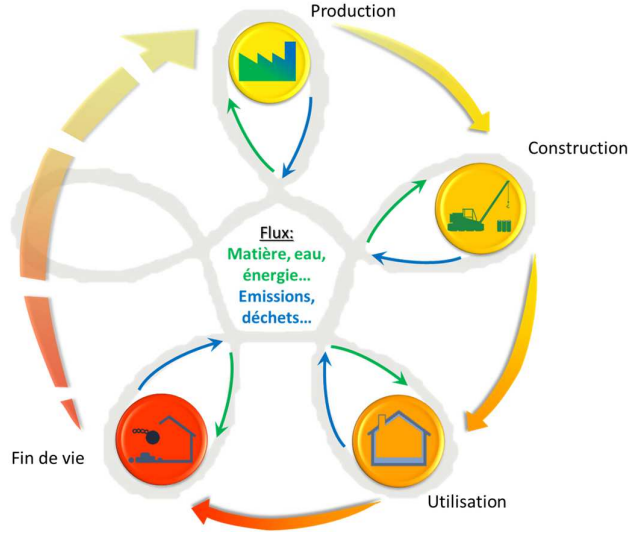 Production
Construction
Flux:
Matière, eau,
énergie...
Emissions,
déchets...
Fin de vie
Utilisation